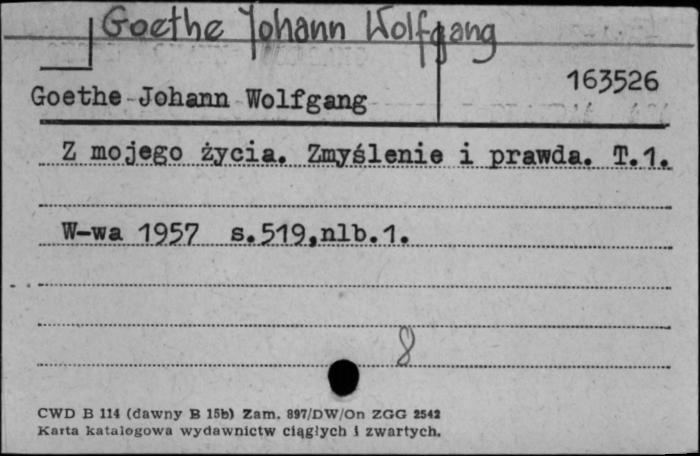 Goethe Johann Wolfgang
163526
Goethe Johann Wolfgang
Z mojego życia. Zmyślenie i prawda. T.1.
W-wa 1957 s.519,nlb.1.
8
CWD B 114 (dawny B 15b) Zam. 897/DW/On ZGG 2542
Karta katalogowa wydawnictw ciągłych i zwartych.